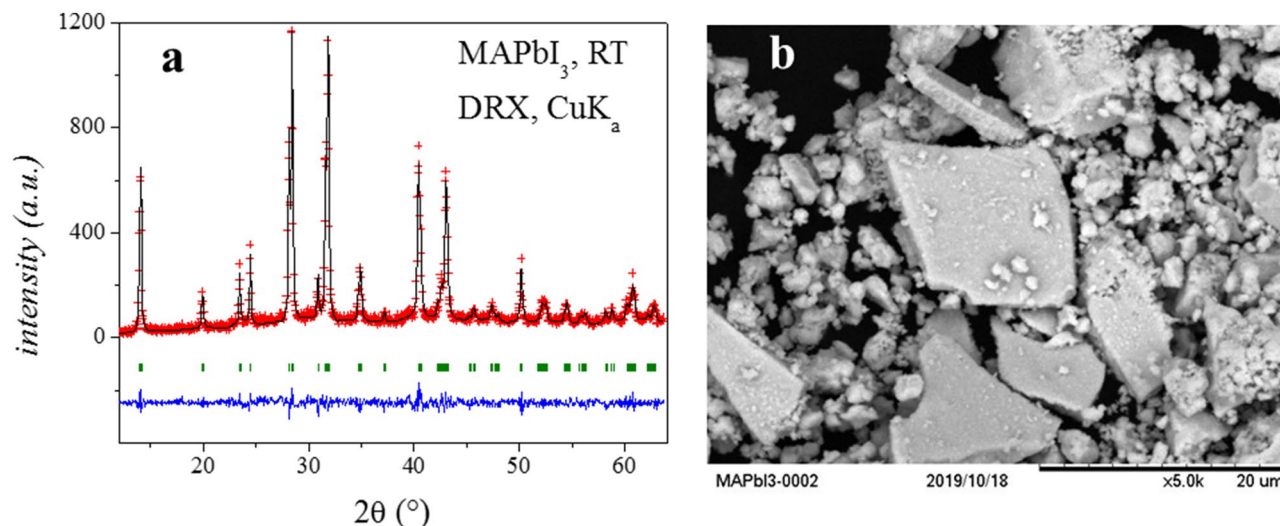 a
MAPbI₃, RT
DRX, CuKₐ
1200
800
400
0
intensity (a.u.)
20
30
40
50
60
2θ (°)
b
MAPbI3-0002
2019/10/18
x5.0k
20 um